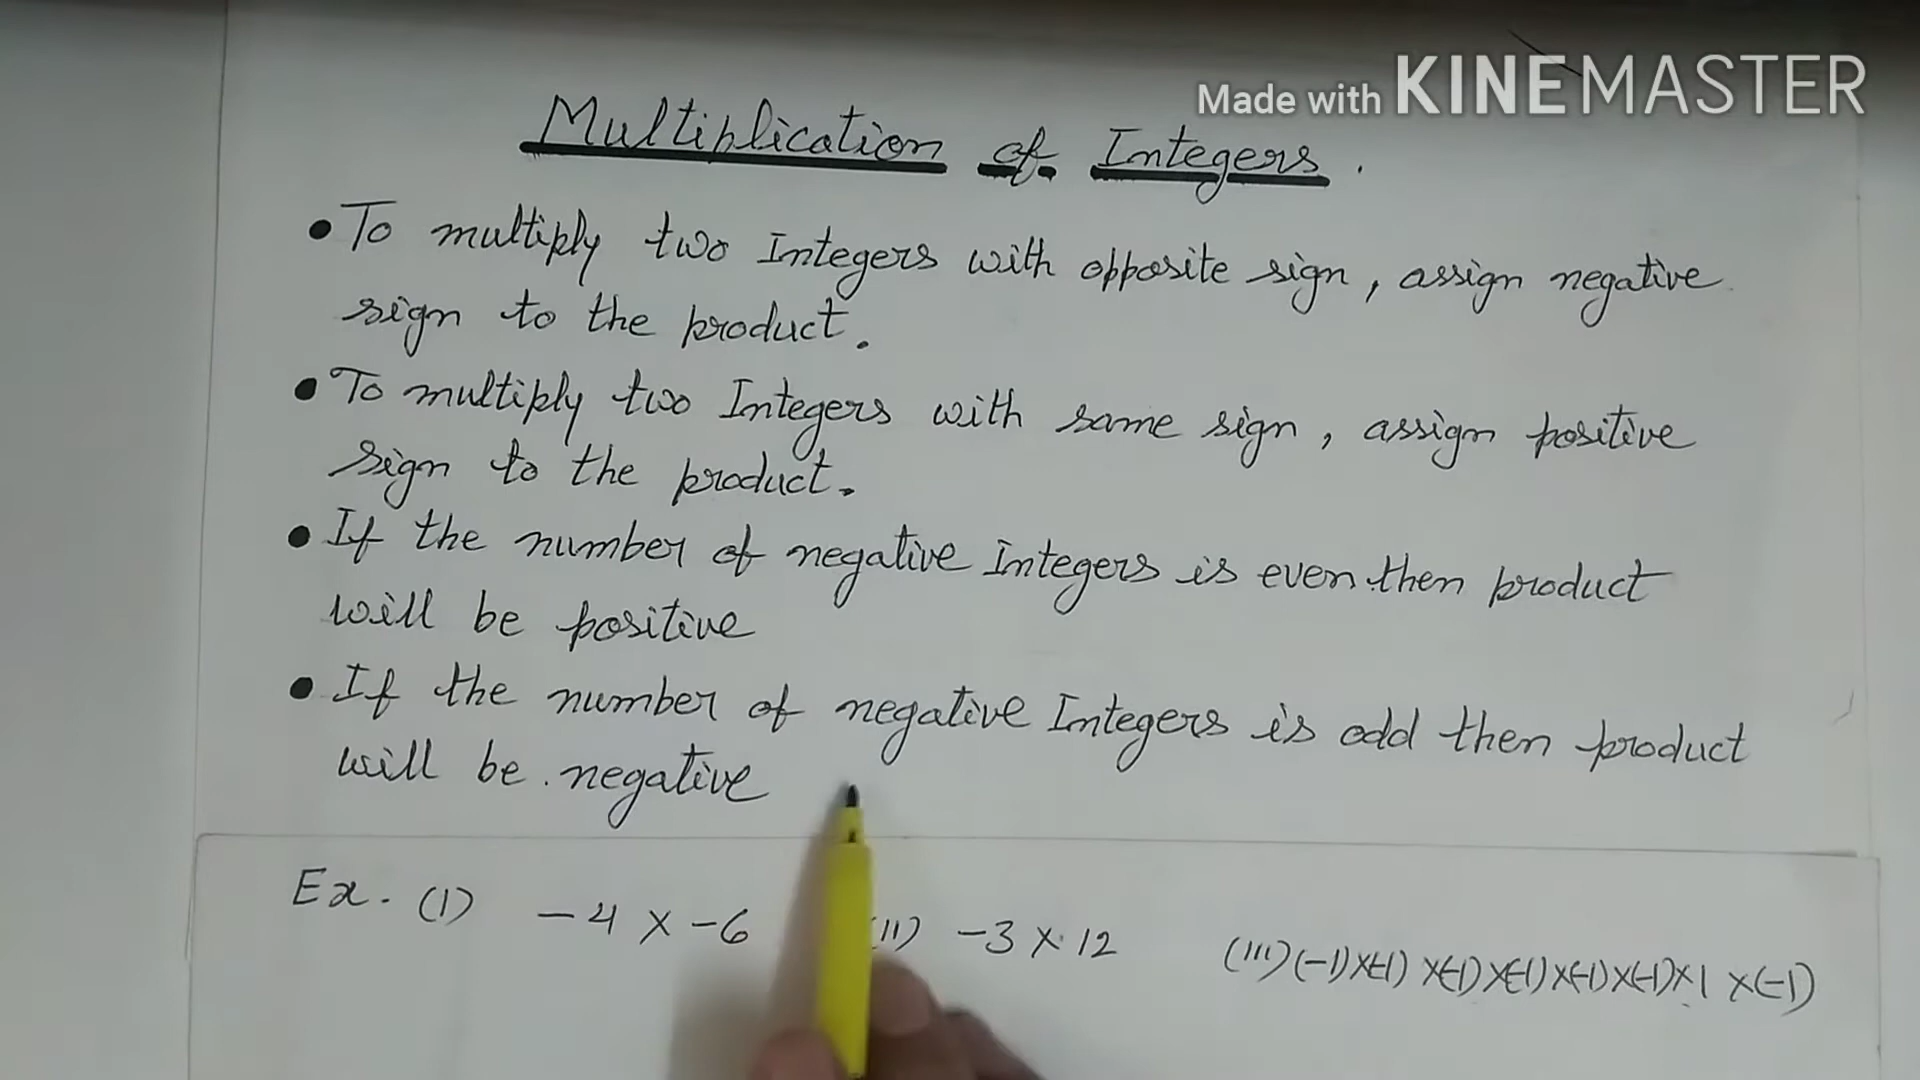 Made with KINEMASTER
Multiplication of Integers.
• To multiply two Integers with opposite sign, assign negative
sign to the product.
• To multiply two Integers with same sign, assign positive
sign to the product.
• If the number of negative Integers is even then product
will be positive
• If the number of negative Integers is odd then product
will be negative
Ex. (I) -4 × -6 (II) -3 × 12 (III) (-1)×(-1)×(-1)×(-1)×(-1)×(-1)×1×(-1)